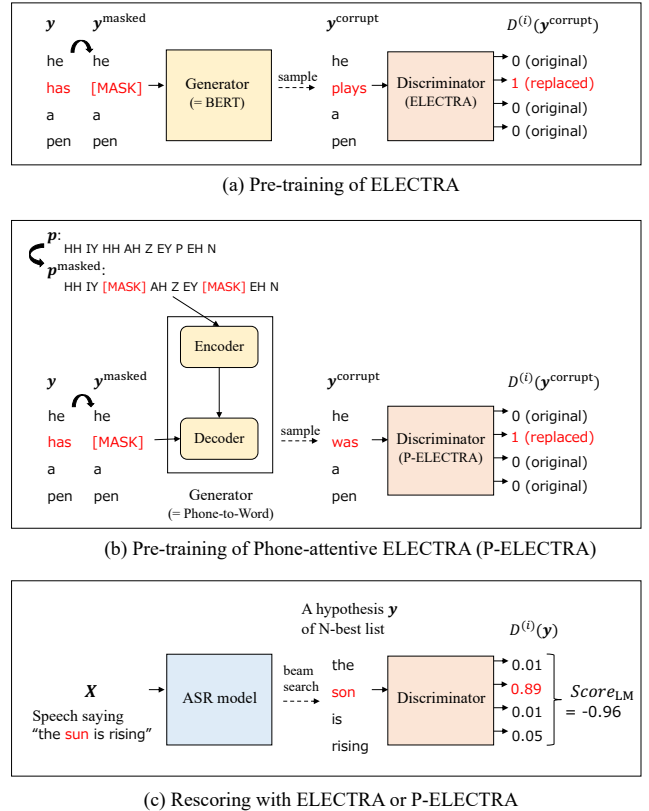 y y^masked D^(i)(y^corrupt)
y^corrupt
he he he 0 (original)
has [MASK] Generator (= BERT) sample plays Discriminator (ELECTRA) 1 (replaced)
a a a 0 (original)
pen pen pen 0 (original)
(a) Pre-training of ELECTRA
p:
HH IY HH AH Z EY P EH N
p^masked:
HH IY [MASK] AH Z EY [MASK] EH N
Encoder
y y^masked y^corrupt D^(i)(y^corrupt)
he he he 0 (original)
has [MASK] Decoder sample was Discriminator (P-ELECTRA) 1 (replaced)
a a a 0 (original)
pen pen pen 0 (original)
Generator
(= Phone-to-Word)
(b) Pre-training of Phone-attentive ELECTRA (P-ELECTRA)
A hypothesis y
of N-best list
D^(i)(y)
the 0.01
X ASR model beam search son Discriminator 0.89 Score_LM
Speech saying is 0.01 = -0.96
"the sun is rising" rising 0.05
(c) Rescoring with ELECTRA or P-ELECTRA